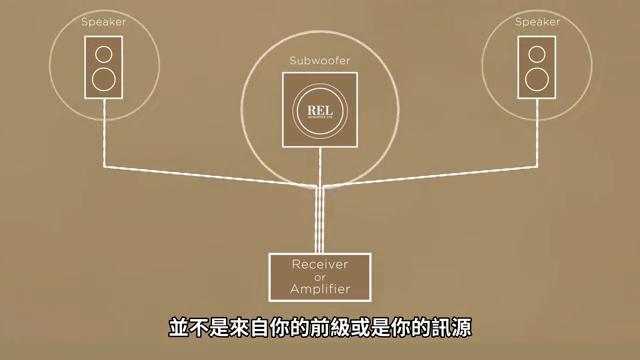 Speaker
Speaker
Subwoofer
REL
Receiver
or
Amplifier
並不是來自你的前級或是你的訊源